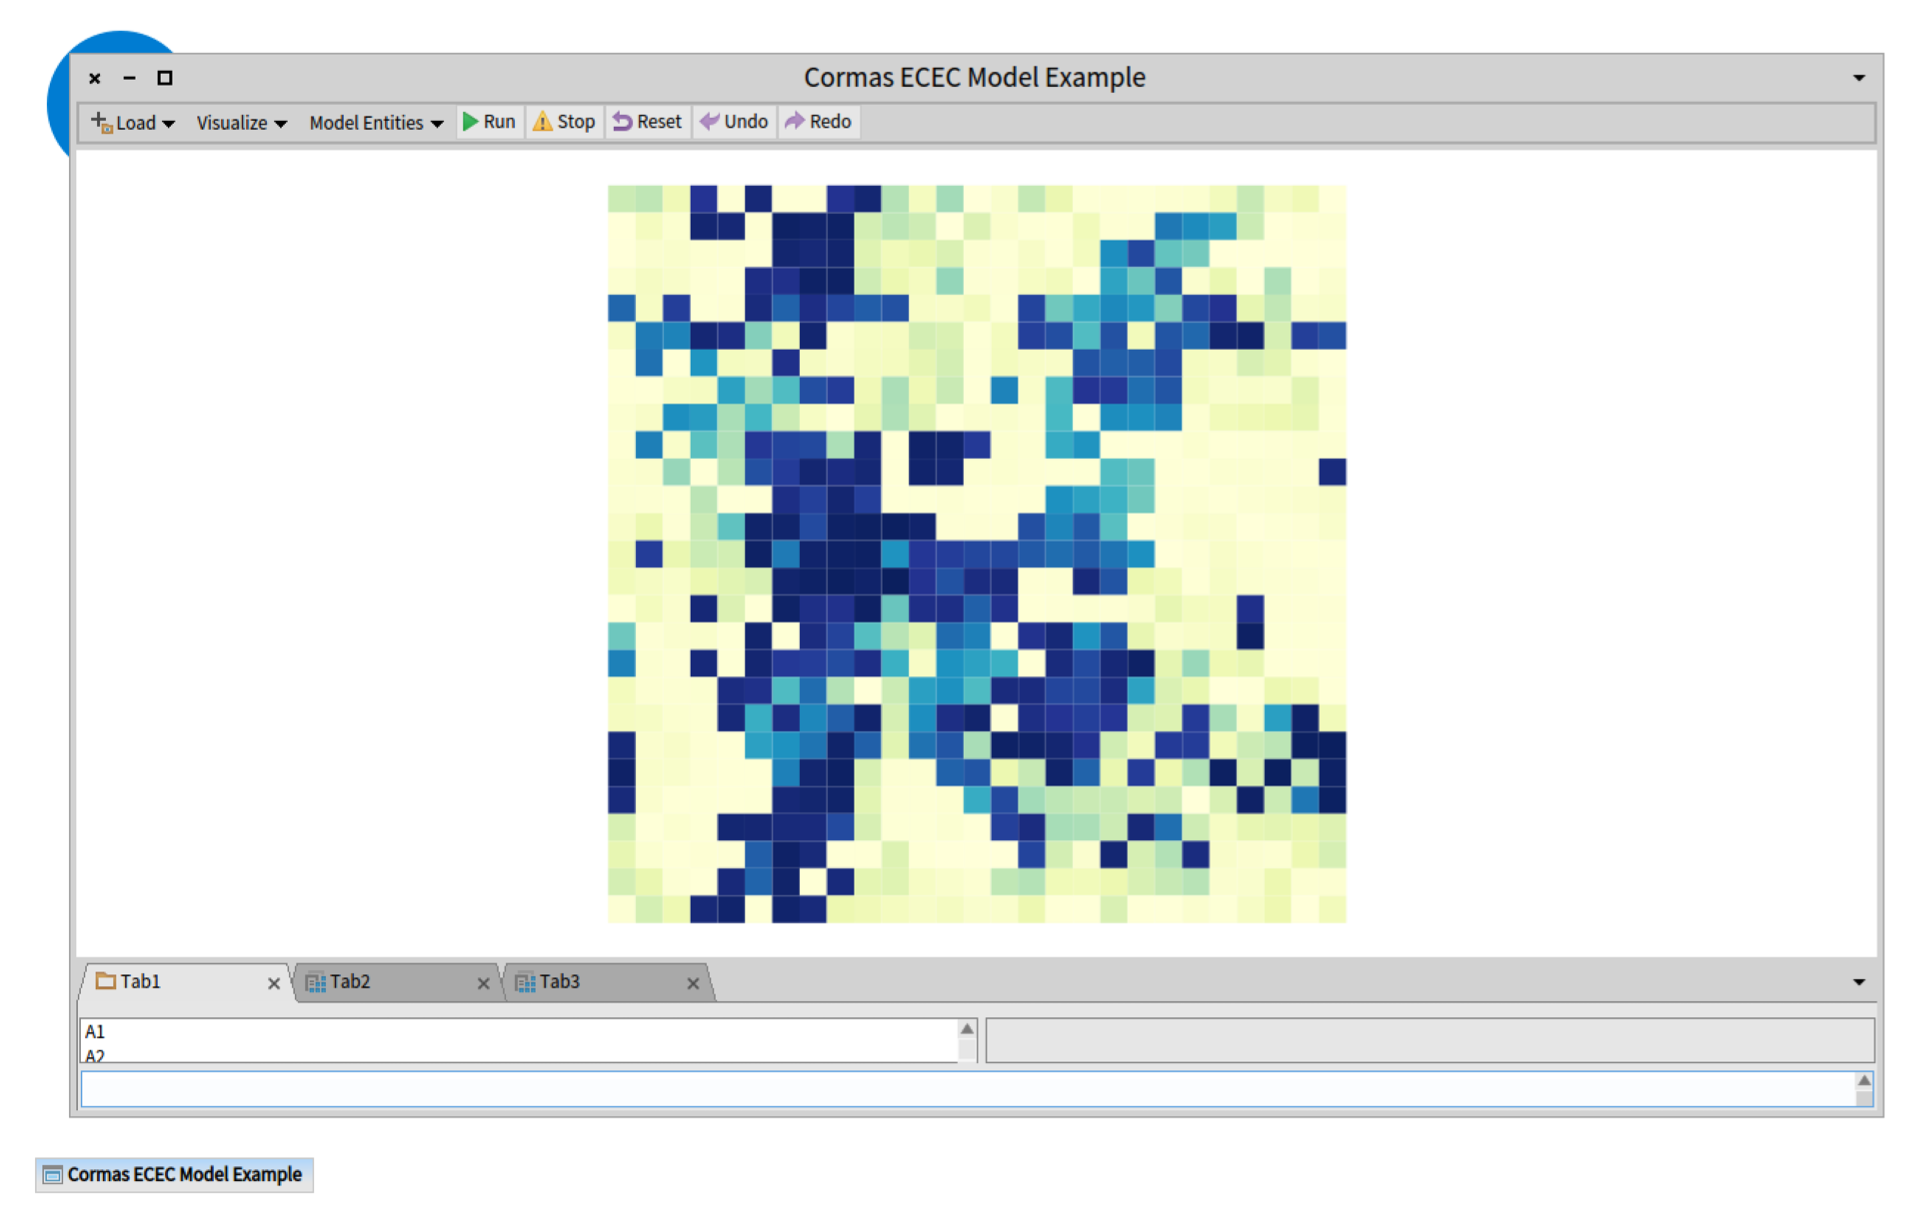 Cormas ECEC Model Example
Load Visualize Model Entities Run Stop Reset Undo Redo
Tab1 Tab2 Tab3
A1
A2
Cormas ECEC Model Example